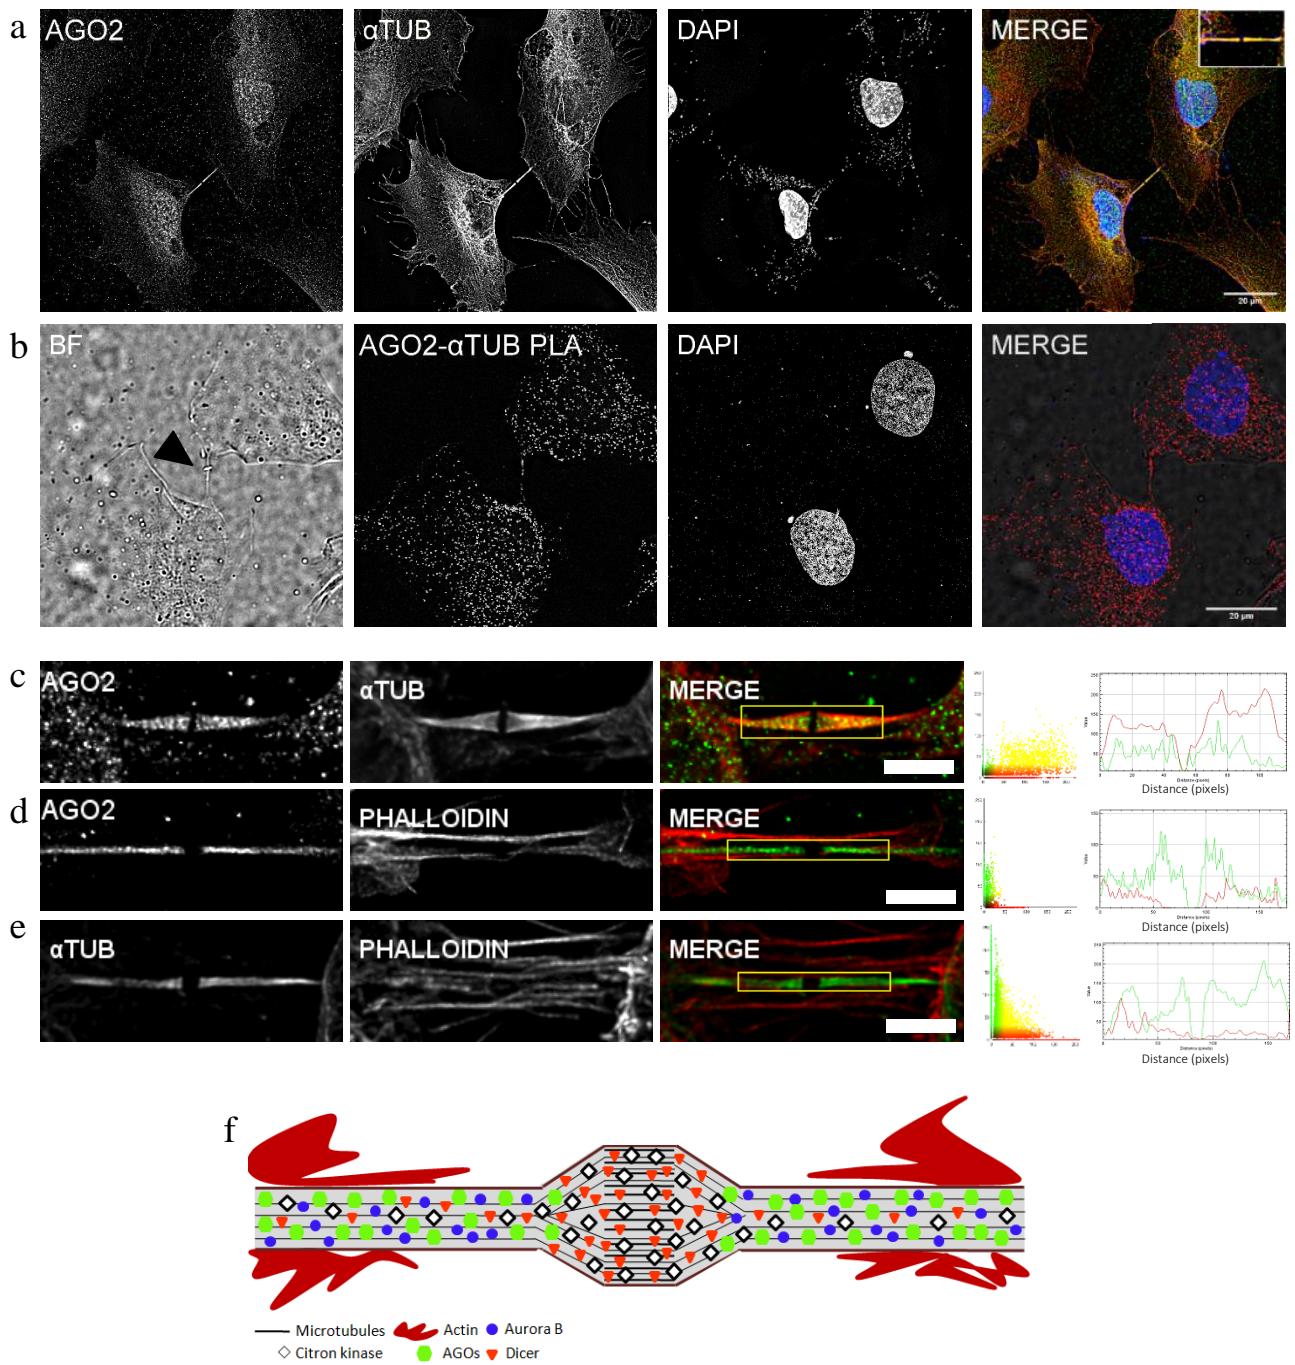 a
AGO2
αTUB
DAPI
MERGE
20 µm
b
BF
AGO2-αTUB PLA
DAPI
MERGE
20 µm
c
AGO2
αTUB
MERGE
Distance (pixels)
d
AGO2
PHALLOIDIN
MERGE
Distance (pixels)
e
αTUB
PHALLOIDIN
MERGE
Distance (pixels)
f
Microtubules
Actin
Aurora B
Citron kinase
AGOs
Dicer